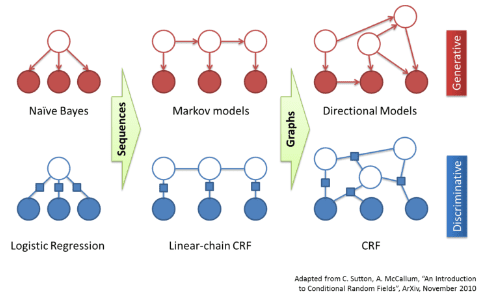 Naïve Bayes
Sequences
Markov models
Graphs
Directional Models
Generative
Logistic Regression
Linear-chain CRF
CRF
Discriminative
Adapted from C. Sutton, A. McCallum, "An Introduction
to Conditional Random Fields", ArXiv, November 2010